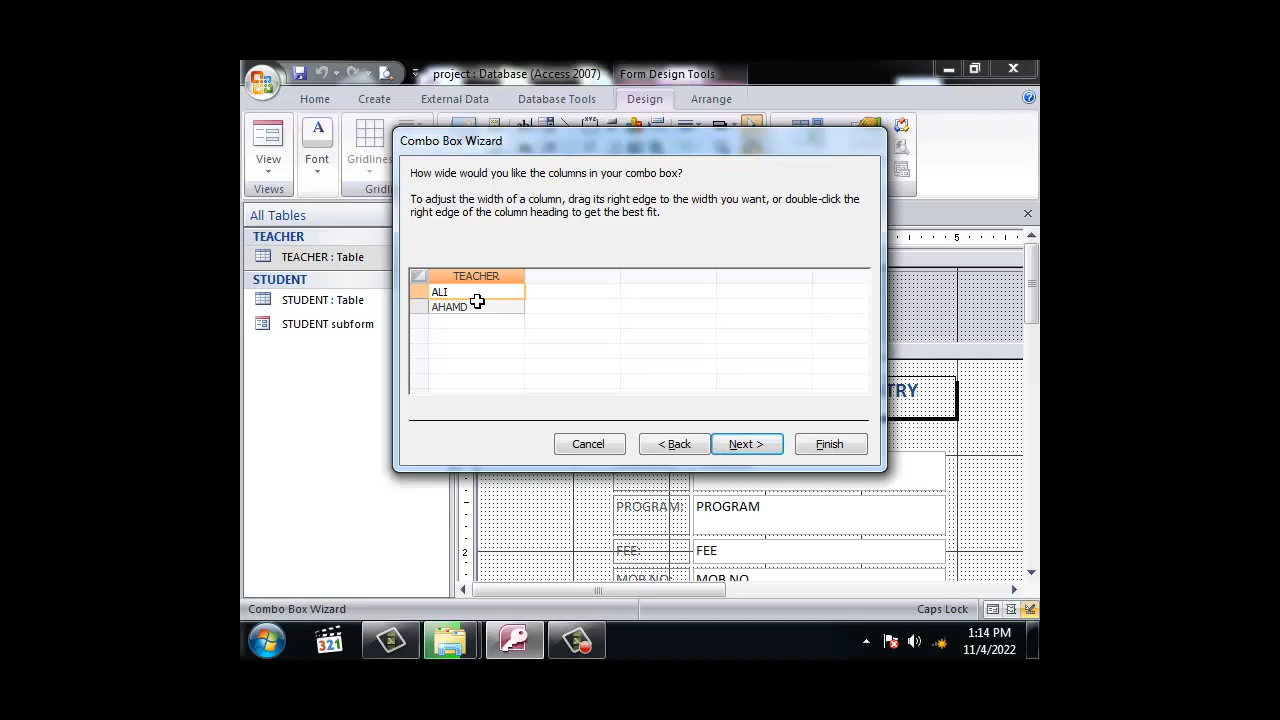 project : Database (Access 2007)
Form Design Tools
Home
Create
External Data
Database Tools
Design
Arrange
View
Font
Gridlines
Views
Combo Box Wizard
How wide would you like the columns in your combo box?
To adjust the width of a column, drag its right edge to the width you want, or double-click the
right edge of the column heading to get the best fit.
All Tables
TEACHER
TEACHER : Table
STUDENT
STUDENT : Table
STUDENT subform
5
TEACHER
ALI
AHAMD
Cancel
< Back
Next >
Finish
PROGRAM:
PROGRAM
2
FEE:
FEE
MOB NO:
MOB NO
Combo Box Wizard
Caps Lock
321
1:14 PM
11/4/2022